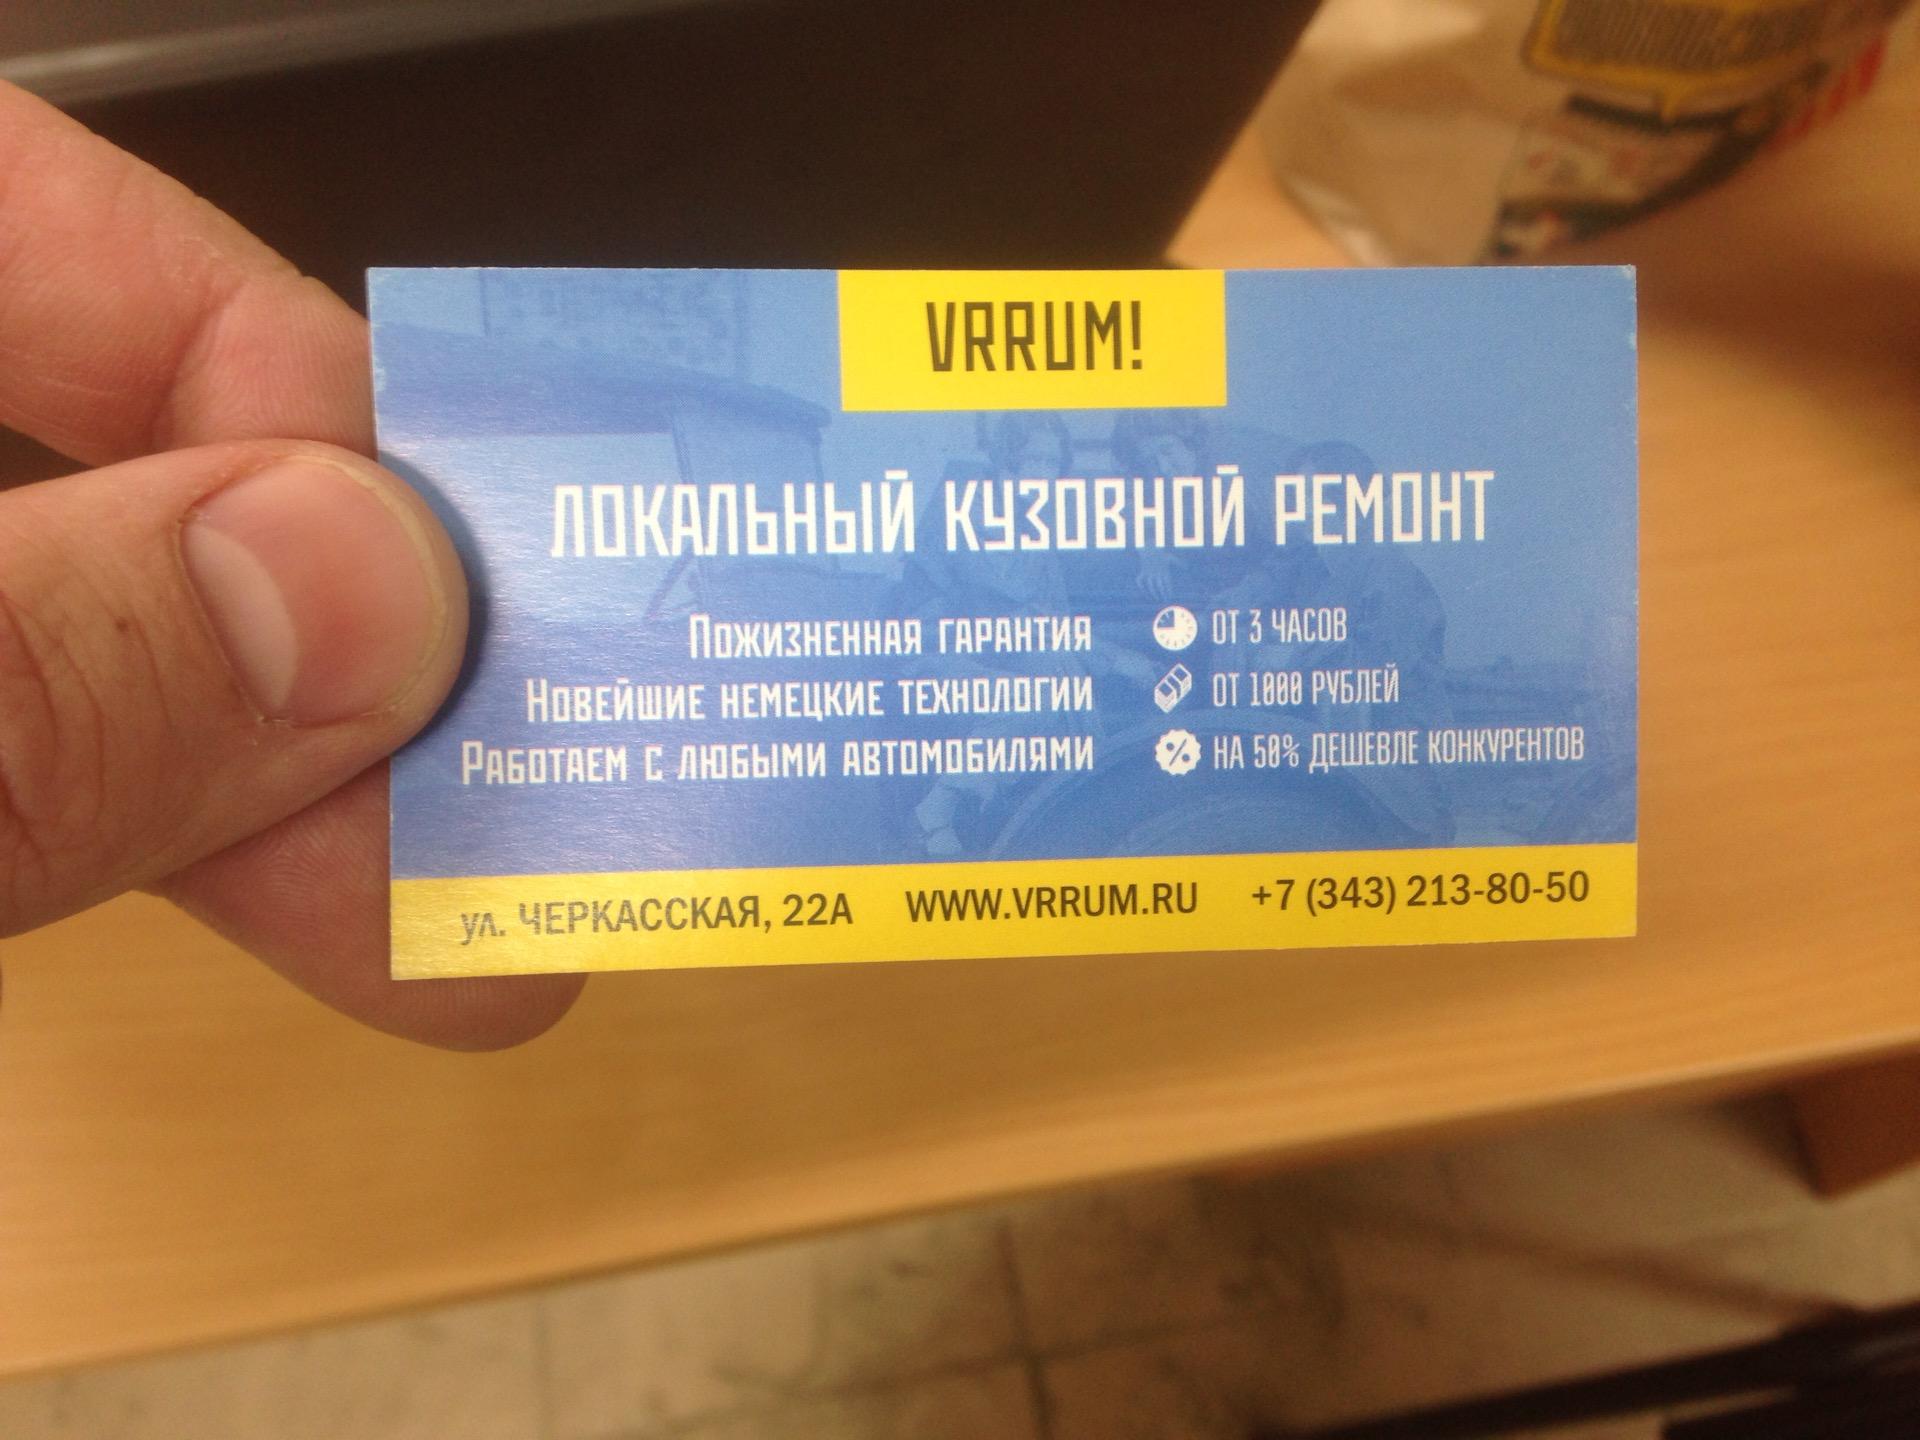 VRRUM!
ЛОКАЛЬНЫЙ КУЗОВНОЙ РЕМОНТ
ПОЖИЗНЕННАЯ ГАРАНТИЯ
НОВЕЙШИЕ НЕМЕЦКИЕ ТЕХНОЛОГИИ
РАБОТАЕМ С ЛЮБЫМИ АВТОМОБИЛЯМИ
ОТ 3 ЧАСОВ
ОТ 1000 РУБЛЕЙ
НА 50% ДЕШЕВЛЕ КОНКУРЕНТОВ
ул. ЧЕРКАССКАЯ, 22А WWW.VRRUM.RU +7 (343) 213-80-50